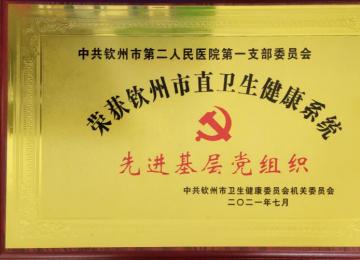 中共钦州市第二人民医院第一支部委员会
荣获钦州市直卫生健康系统
先进基层党组织
中共钦州市卫生健康委员会机关委员会
二〇二一年七月